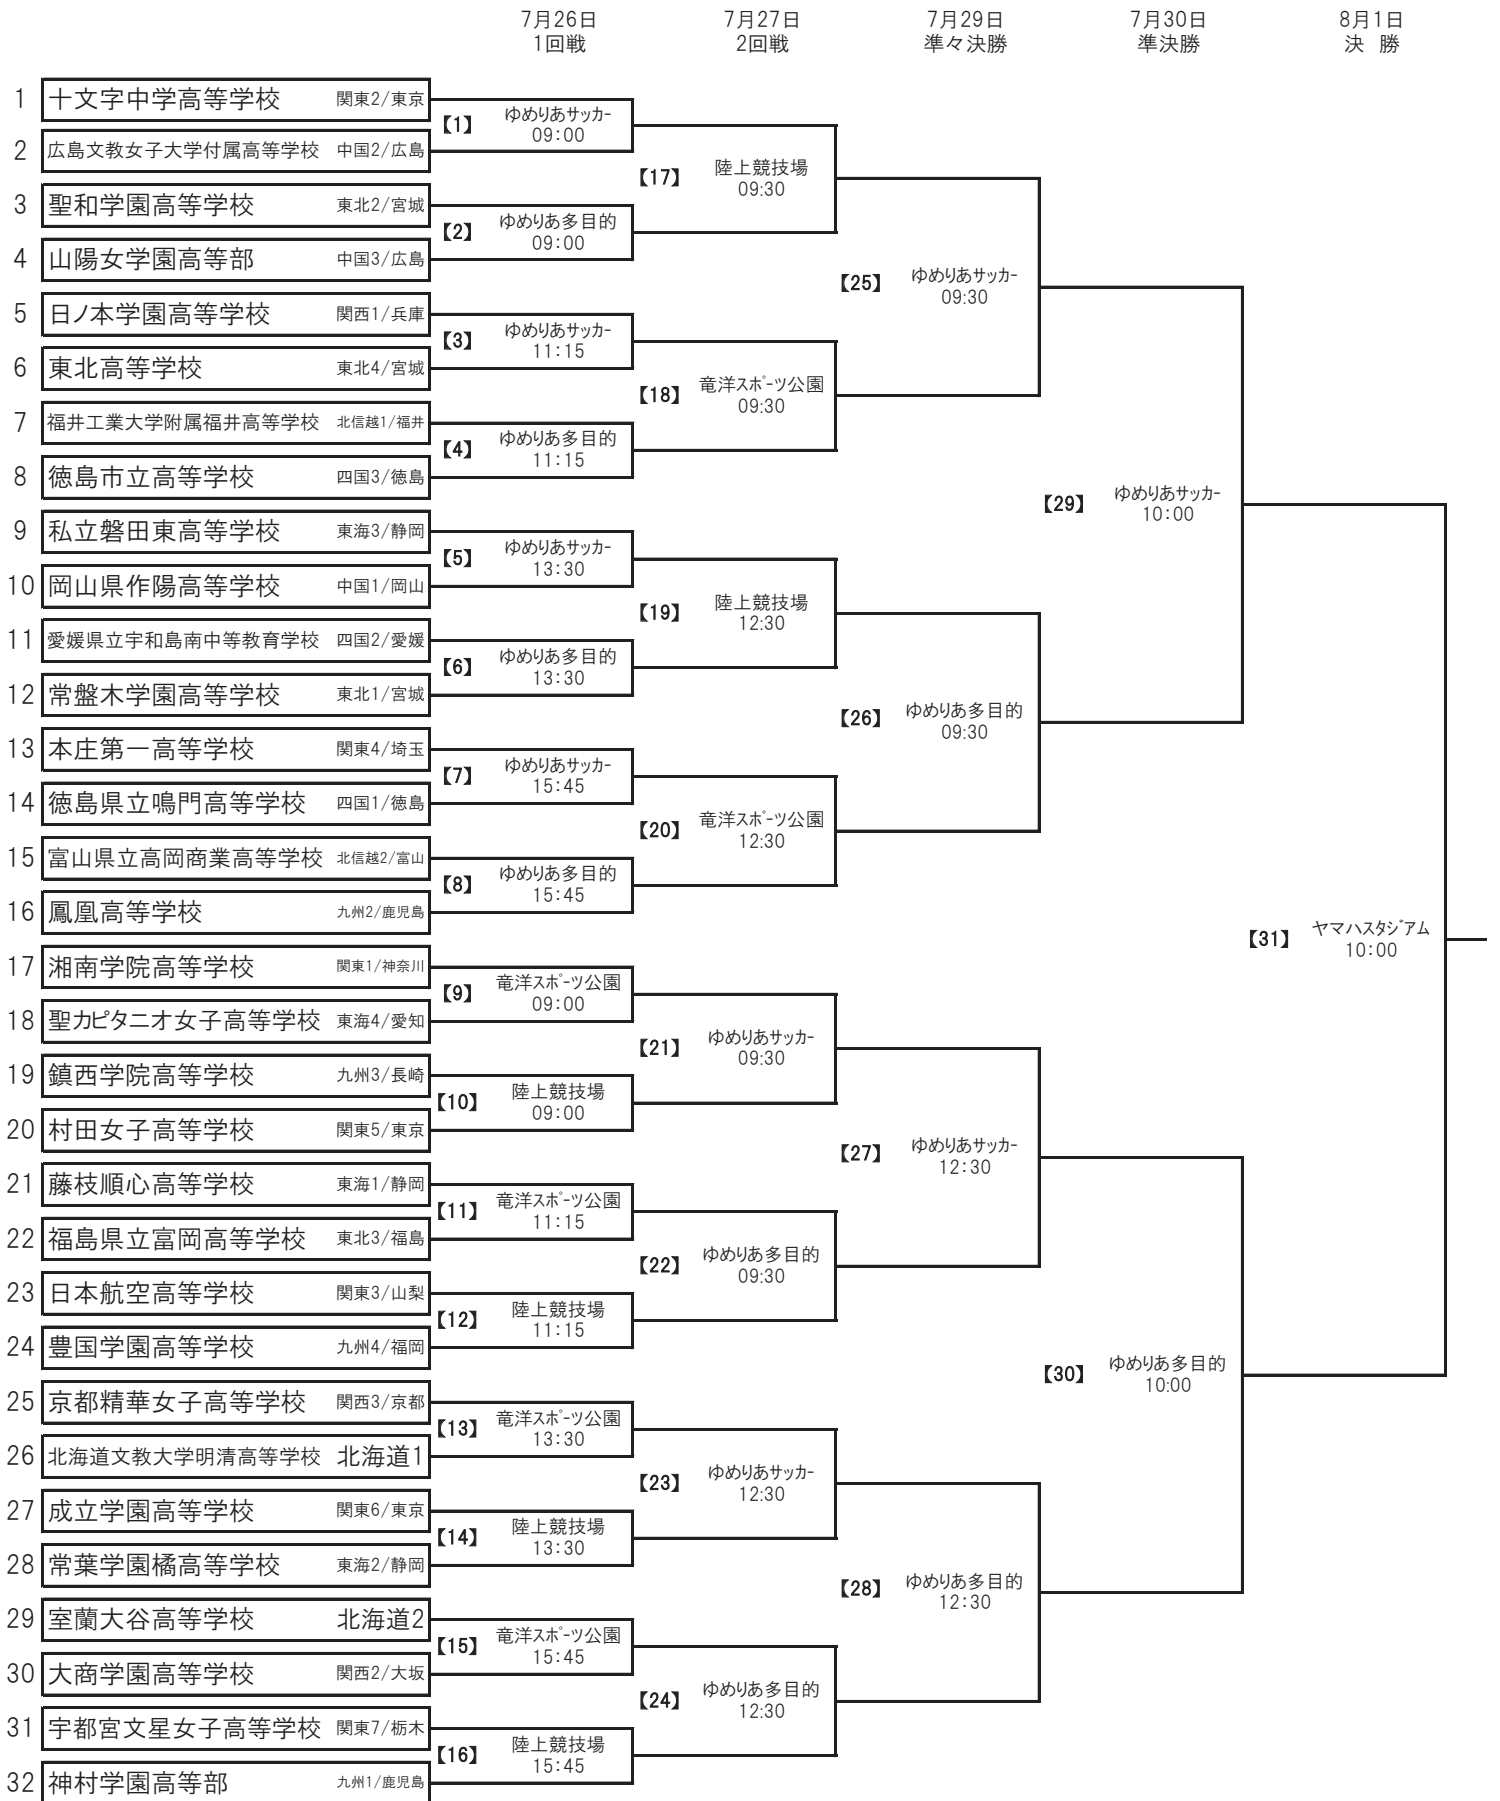 7月26日
1回戦
7月27日
2回戦
7月29日
準々決勝
7月30日
準決勝
8月1日
決 勝
1 十文字中学高等学校 関東2/東京
2 広島文教女子大学付属高等学校 中国2/広島
3 聖和学園高等学校 東北2/宮城
4 山陽女学園高等部 中国3/広島
5 日ノ本学園高等学校 関西1/兵庫
6 東北高等学校 東北4/宮城
7 福井工業大学附属福井高等学校 北信越1/福井
8 徳島市立高等学校 四国3/徳島
9 私立磐田東高等学校 東海3/静岡
10 岡山県作陽高等学校 中国1/岡山
11 愛媛県立宇和島南中等教育学校 四国2/愛媛
12 常盤木学園高等学校 東北1/宮城
13 本庄第一高等学校 関東4/埼玉
14 徳島県立鳴門高等学校 四国1/徳島
15 富山県立高岡商業高等学校 北信越2/富山
16 鳳凰高等学校 九州2/鹿児島
17 湘南学院高等学校 関東1/神奈川
18 聖カピタニオ女子高等学校 東海4/愛知
19 鎮西学院高等学校 九州3/長崎
20 村田女子高等学校 関東5/東京
21 藤枝順心高等学校 東海1/静岡
22 福島県立富岡高等学校 東北3/福島
23 日本航空高等学校 関東3/山梨
24 豊国学園高等学校 九州4/福岡
25 京都精華女子高等学校 関西3/京都
26 北海道文教大学明清高等学校 北海道1
27 成立学園高等学校 関東6/東京
28 常葉学園橘高等学校 東海2/静岡
29 室蘭大谷高等学校 北海道2
30 大商学園高等学校 関西2/大坂
31 宇都宮文星女子高等学校 関東7/栃木
32 神村学園高等部 九州1/鹿児島
【1】 ゆめりあサッカー
09:00
【2】 ゆめりあ多目的
09:00
【3】 ゆめりあサッカー
11:15
【4】 ゆめりあ多目的
11:15
【5】 ゆめりあサッカー
13:30
【6】 ゆめりあ多目的
13:30
【7】 ゆめりあサッカー
15:45
【8】 ゆめりあ多目的
15:45
【9】 竜洋スポーツ公園
09:00
【10】 陸上競技場
09:00
【11】 竜洋スポーツ公園
11:15
【12】 陸上競技場
11:15
【13】 竜洋スポーツ公園
13:30
【14】 陸上競技場
13:30
【15】 竜洋スポーツ公園
15:45
【16】 陸上競技場
15:45
【17】 陸上競技場
09:30
【18】 竜洋スポーツ公園
09:30
【19】 陸上競技場
12:30
【20】 竜洋スポーツ公園
12:30
【21】 ゆめりあサッカー
09:30
【22】 ゆめりあ多目的
09:30
【23】 ゆめりあサッカー
12:30
【24】 ゆめりあ多目的
12:30
【25】 ゆめりあサッカー
09:30
【26】 ゆめりあ多目的
09:30
【27】 ゆめりあサッカー
12:30
【28】 ゆめりあ多目的
12:30
【29】 ゆめりあサッカー
10:00
【30】 ゆめりあ多目的
10:00
【31】 ヤマハスタジアム
10:00